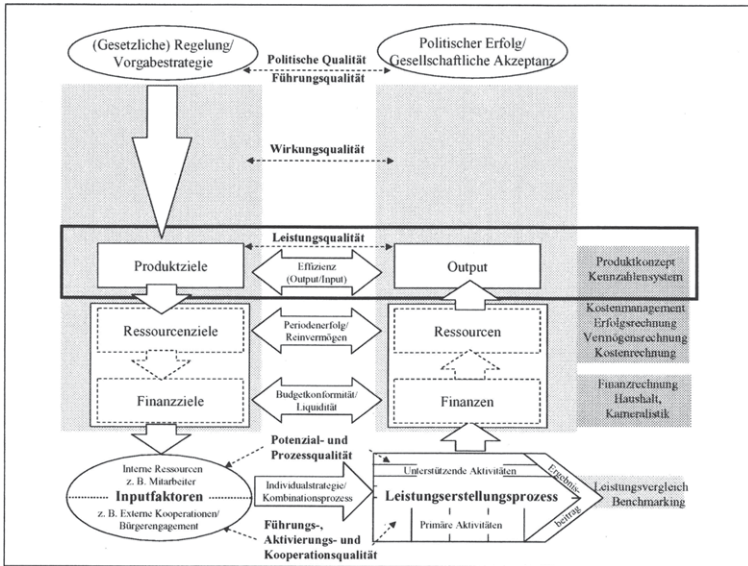 (Gesetzliche) Regelung/
Vorgabestrategie
Politische Qualität
Führungsqualität
Politischer Erfolg/
Gesellschaftliche Akzeptanz
Wirkungsqualität
Leistungsqualität
Produktziele
Effizienz
(Output/Input)
Output
Produktkonzept
Kennzahlensystem
Ressourcenziele
Periodenerfolg/
Reinvermögen
Ressourcen
Kostenmanagement
Erfolgsrechnung
Vermögensrechnung
Kostenrechnung
Finanzziele
Budgetkonformität/
Liquidität
Finanzen
Finanzrechnung
Haushalt,
Kameralistik
Potenzial- und
Prozessqualität
Interne Ressourcen
z. B. Mitarbeiter
Inputfaktoren
z. B. Externe Kooperationen/
Bürgerengagement
Individualstrategie/
Kombinationsprozess
Unterstützende Aktivitäten
Leistungserstellungsprozess
Primäre Aktivitäten
Ergebnis-
beitrag
Leistungsvergleich
Benchmarking
Führungs-,
Aktivierungs- und
Kooperationsqualität